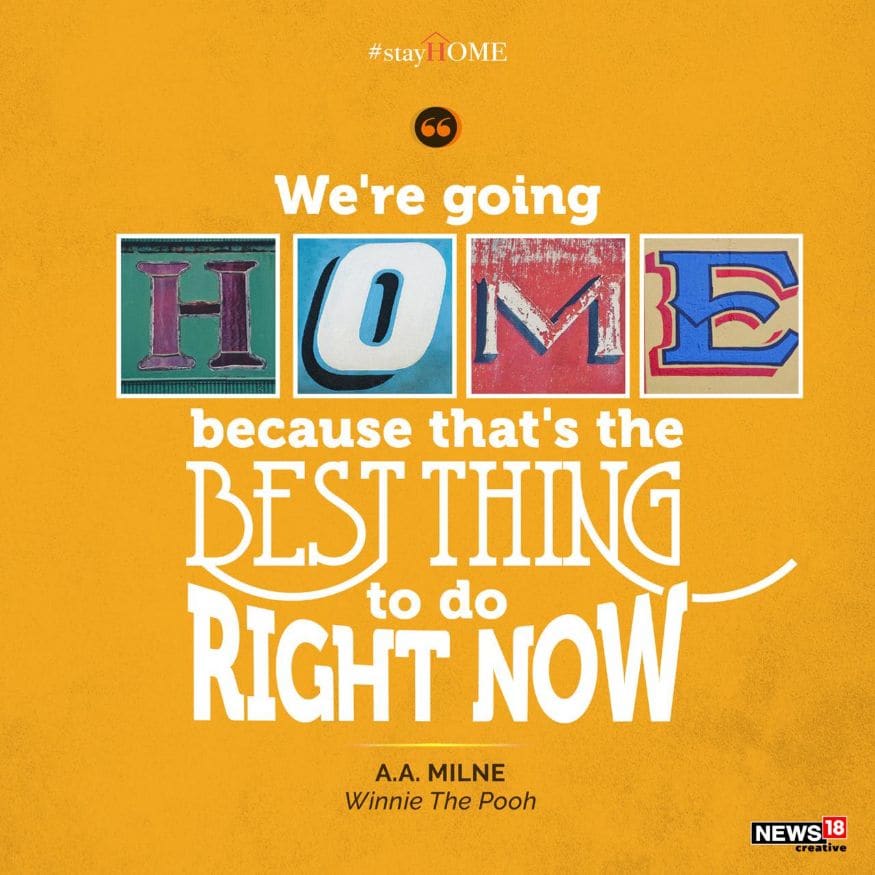 #stayHOME
❝
We're going
HOME
because that's the
BEST THING
to do
RIGHT NOW
A.A. MILNE
Winnie The Pooh
NEWS18
creative